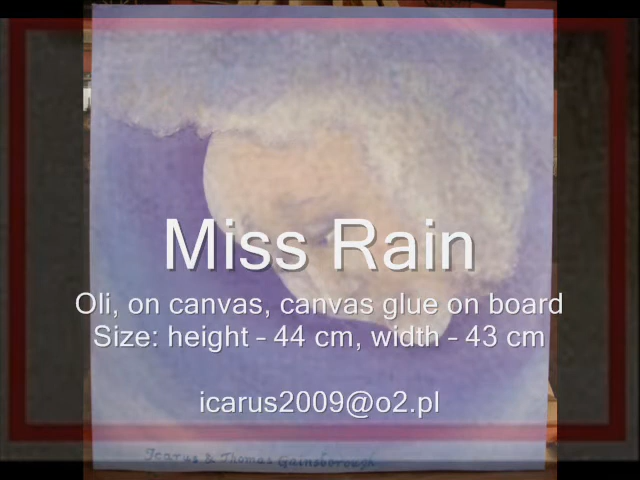 Miss Rain
Oli, on canvas, canvas glue on board
Size: height - 44 cm, width - 43 cm
icarus2009@o2.pl
Icarus & Thomas Gainsborough